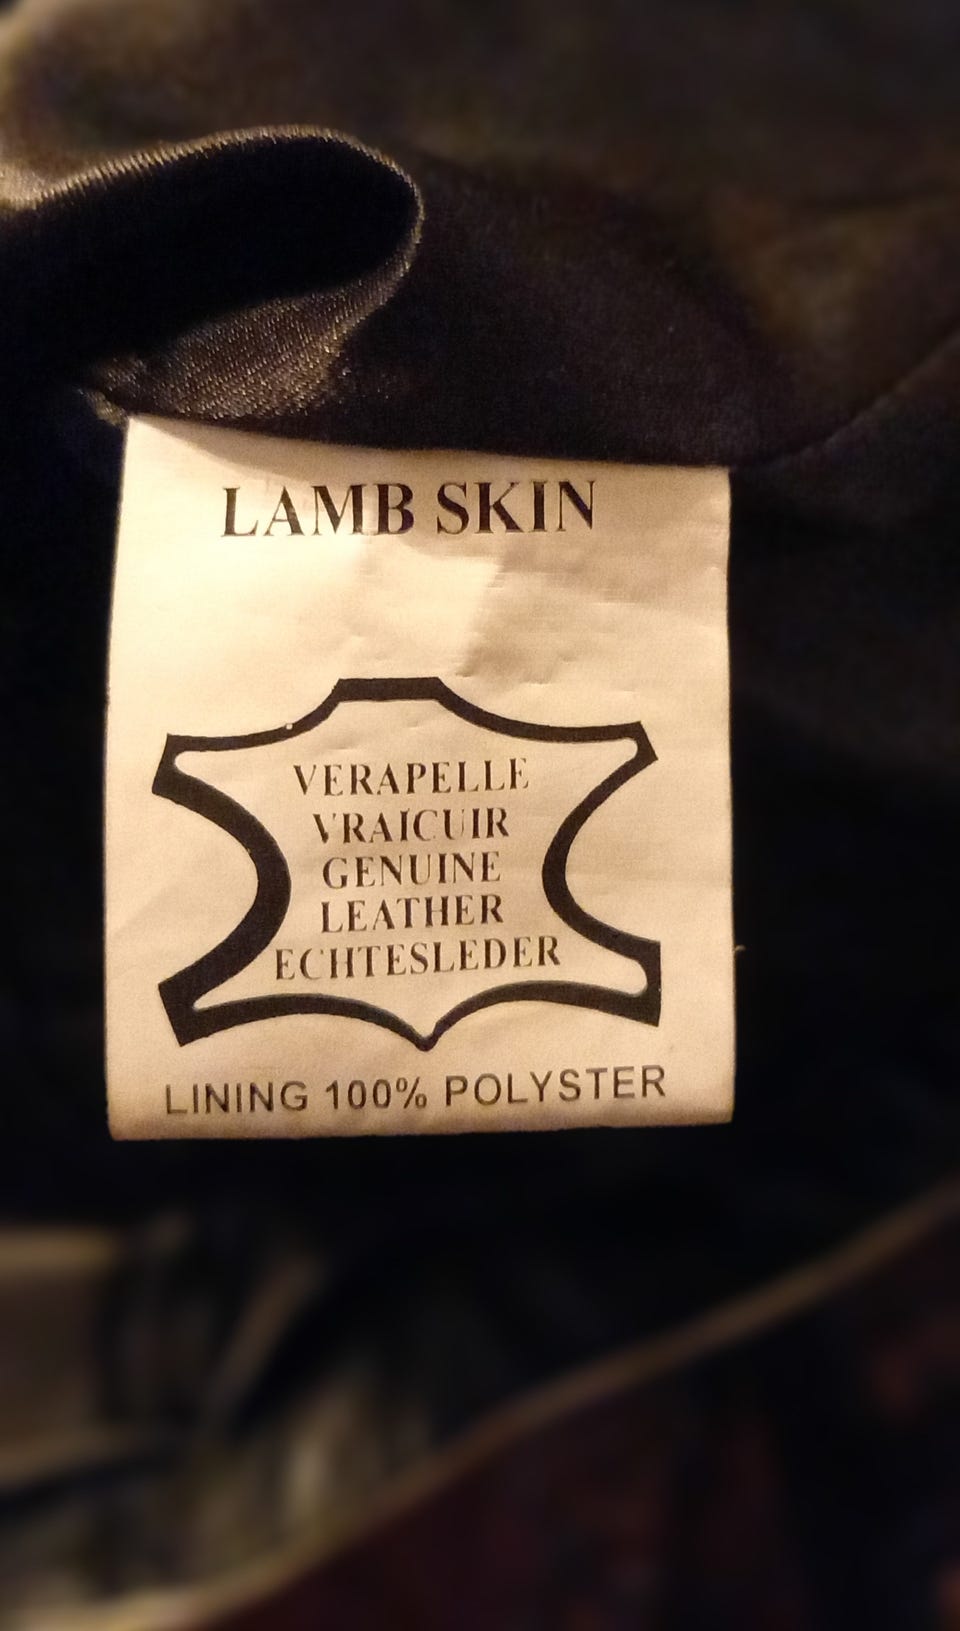 LAMB SKIN
VERAPELLE
VRAICUIR
GENUINE
LEATHER
ECHTESLEDER
LINING 100% POLYSTER